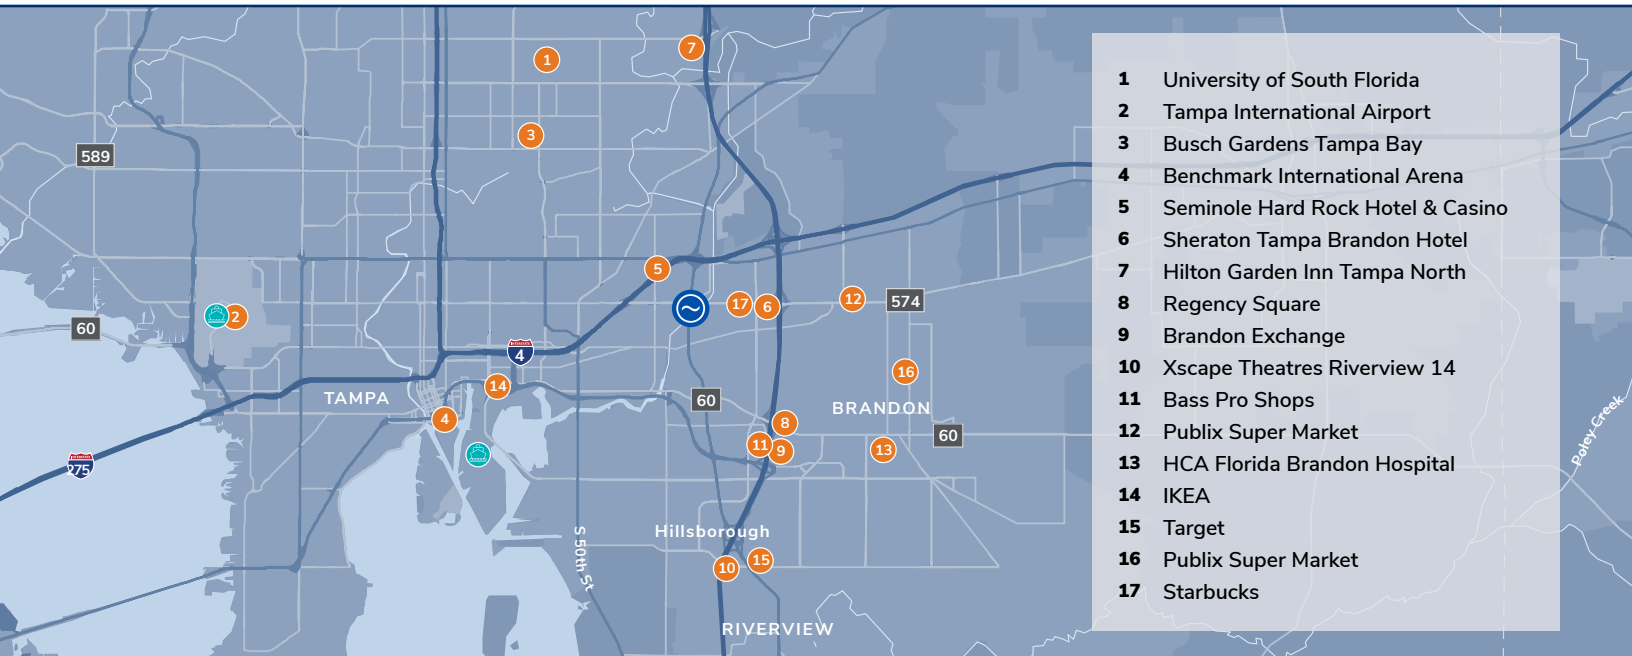 1
7
3
589
5
2
17
6
12
574
60
4
16
14
60
TAMPA
BRANDON
4
8
60
11
9
13
275
Hillsborough
S 50th St
10
15
RIVERVIEW
Poley Creek
1 University of South Florida
2 Tampa International Airport
3 Busch Gardens Tampa Bay
4 Benchmark International Arena
5 Seminole Hard Rock Hotel & Casino
6 Sheraton Tampa Brandon Hotel
7 Hilton Garden Inn Tampa North
8 Regency Square
9 Brandon Exchange
10 Xscape Theatres Riverview 14
11 Bass Pro Shops
12 Publix Super Market
13 HCA Florida Brandon Hospital
14 IKEA
15 Target
16 Publix Super Market
17 Starbucks